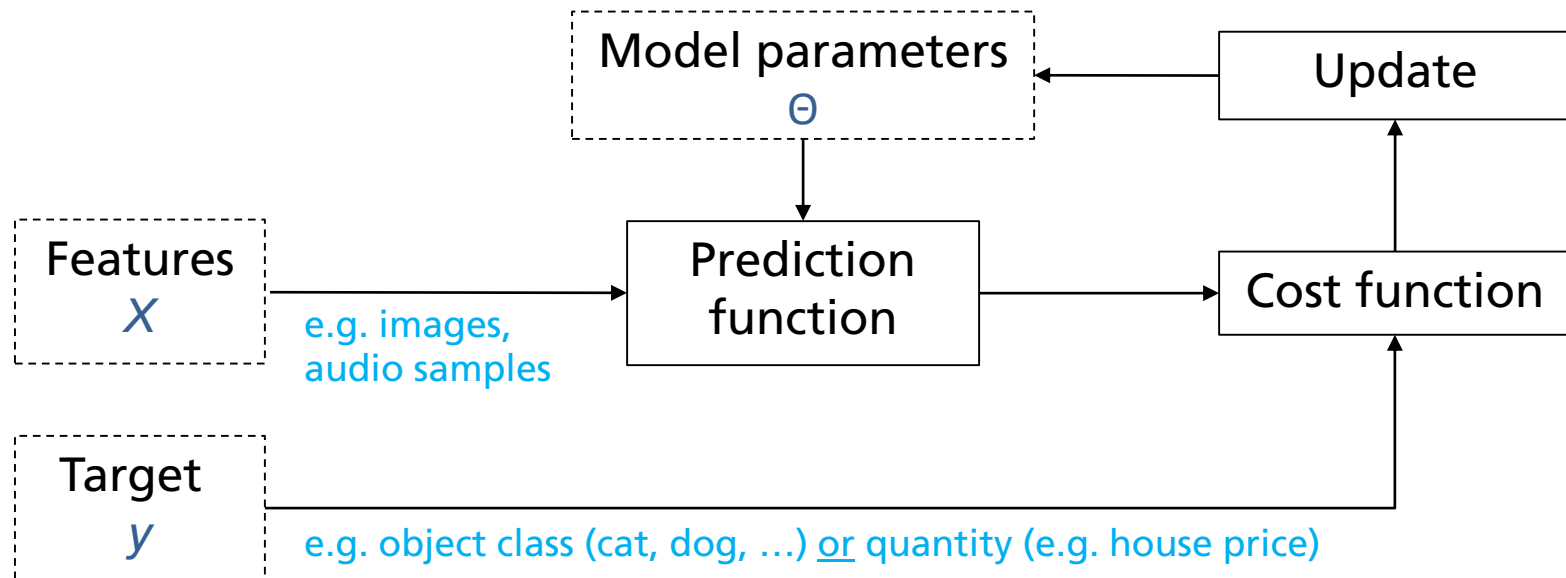 Model parameters
Θ
Update
Features
X
Prediction
function
Cost function
e.g. images,
audio samples
Target
y
e.g. object class (cat, dog, …) or quantity (e.g. house price)